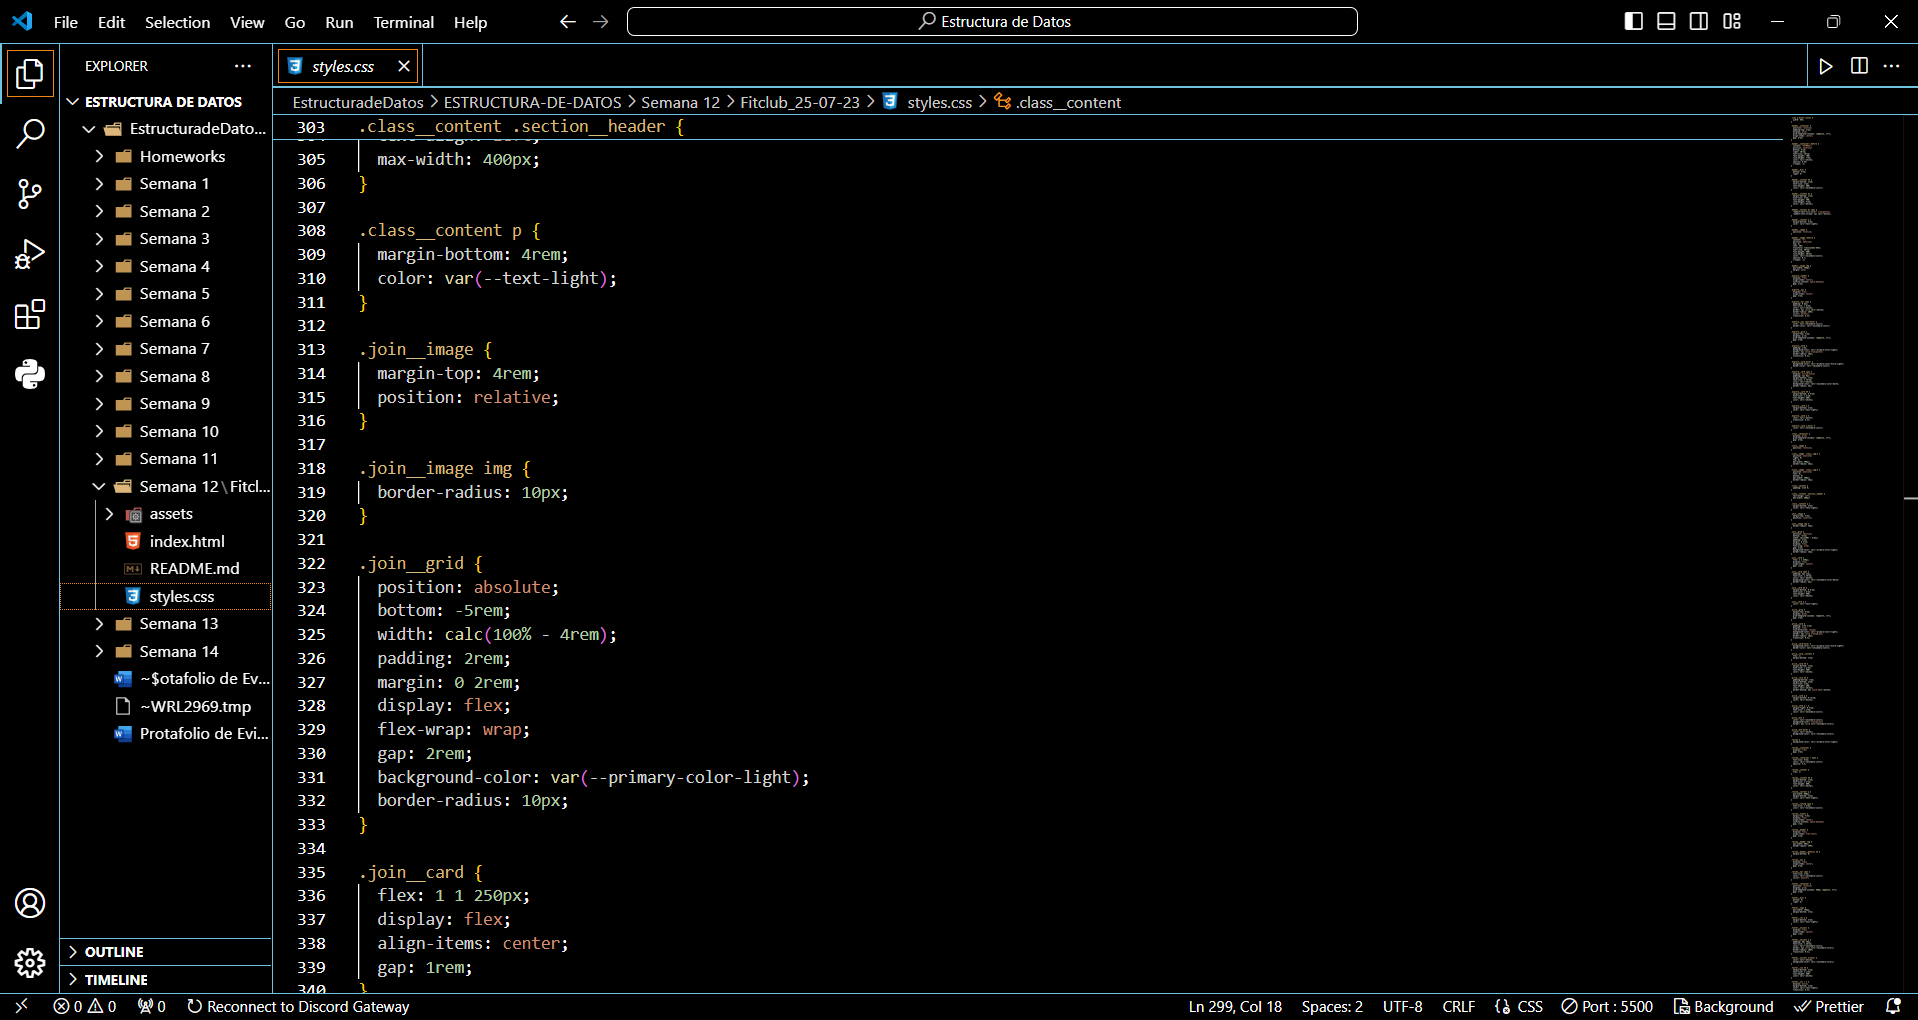 File Edit Selection View Go Run Terminal Help
Estructura de Datos
EXPLORER
styles.css
ESTRUCTURA DE DATOS
EstructuradeDatos > ESTRUCTURA-DE-DATOS > Semana 12 > Fitclub_25-07-23 > styles.css > .class__content
EstructuradeDato...
Homeworks
Semana 1
Semana 2
Semana 3
Semana 4
Semana 5
Semana 6
Semana 7
Semana 8
Semana 9
Semana 10
Semana 11
Semana 12\Fitcl...
assets
index.html
README.md
styles.css
Semana 13
Semana 14
~$otafolio de Ev...
~WRL2969.tmp
Protafolio de Evi...
OUTLINE
TIMELINE
303 .class__content .section__header {
305 max-width: 400px;
306 }
307
308 .class__content p {
309 margin-bottom: 4rem;
310 color: var(--text-light);
311 }
312
313 .join__image {
314 margin-top: 4rem;
315 position: relative;
316 }
317
318 .join__image img {
319 border-radius: 10px;
320 }
321
322 .join__grid {
323 position: absolute;
324 bottom: -5rem;
325 width: calc(100% - 4rem);
326 padding: 2rem;
327 margin: 0 2rem;
328 display: flex;
329 flex-wrap: wrap;
330 gap: 2rem;
331 background-color: var(--primary-color-light);
332 border-radius: 10px;
333 }
334
335 .join__card {
336 flex: 1 1 250px;
337 display: flex;
338 align-items: center;
339 gap: 1rem;
340 }
0 0 0 Reconnect to Discord Gateway Ln 299, Col 18 Spaces: 2 UTF-8 CRLF {} CSS Port : 5500 Background Prettier